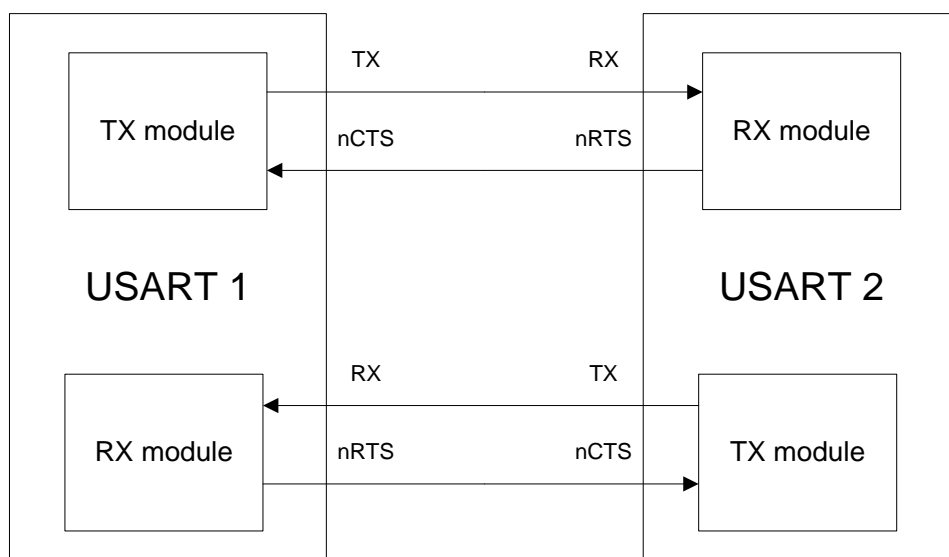 TX RX
TX module RX module
nCTS nRTS
USART 1 USART 2
RX TX
RX module TX module
nRTS nCTS